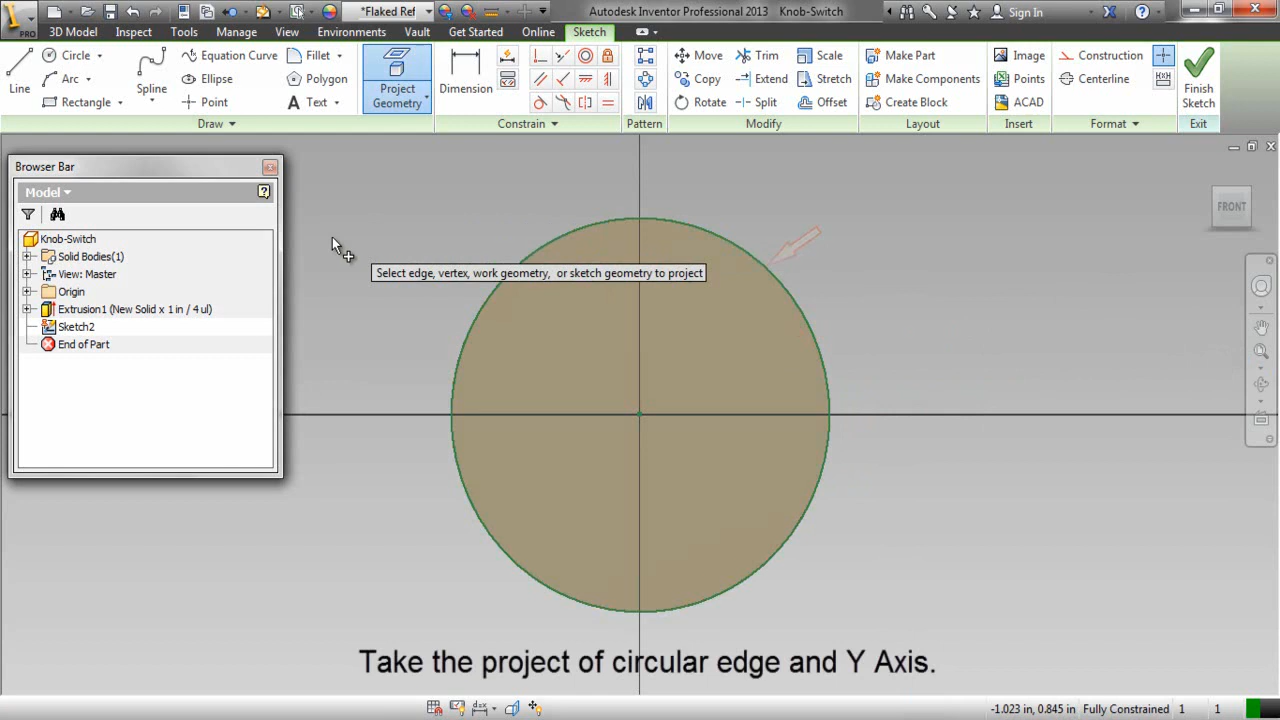 PRO
*Flaked Ref
Autodesk Inventor Professional 2013 Knob-Switch
Sign In
3D Model Inspect Tools Manage View Environments Vault Get Started Online Sketch
Line
Circle
Arc
Rectangle
Spline
Equation Curve
Ellipse
Point
Fillet
Polygon
Text
Draw
Project
Geometry
Dimension
Constrain
Pattern
Move
Copy
Rotate
Trim
Extend
Split
Scale
Stretch
Offset
Modify
Make Part
Make Components
Create Block
Layout
Image
Points
ACAD
Insert
Construction
Centerline
Format
Finish
Sketch
Exit
Browser Bar
Model
Knob-Switch
Solid Bodies(1)
View: Master
Origin
Extrusion1 (New Solid x 1 in / 4 ul)
Sketch2
End of Part
Select edge, vertex, work geometry, or sketch geometry to project
FRONT
Take the project of circular edge and Y Axis.
-1.023 in, 0.845 in Fully Constrained 1 1